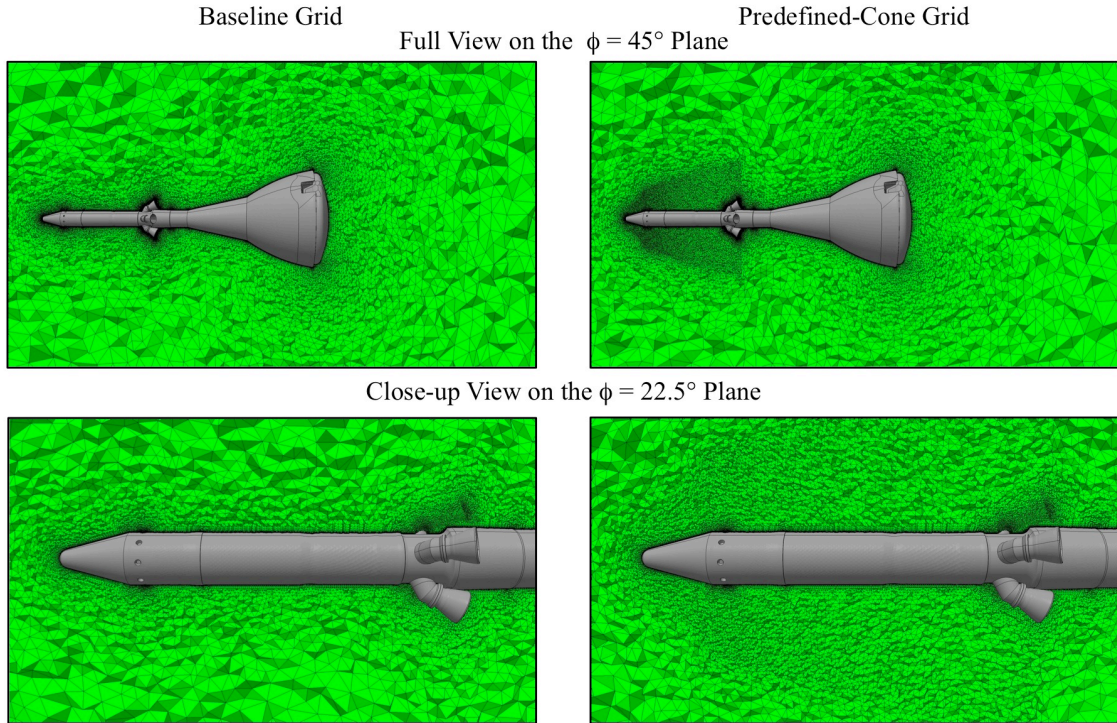 Baseline Grid
Predefined-Cone Grid
Full View on the ϕ = 45° Plane
Close-up View on the ϕ = 22.5° Plane